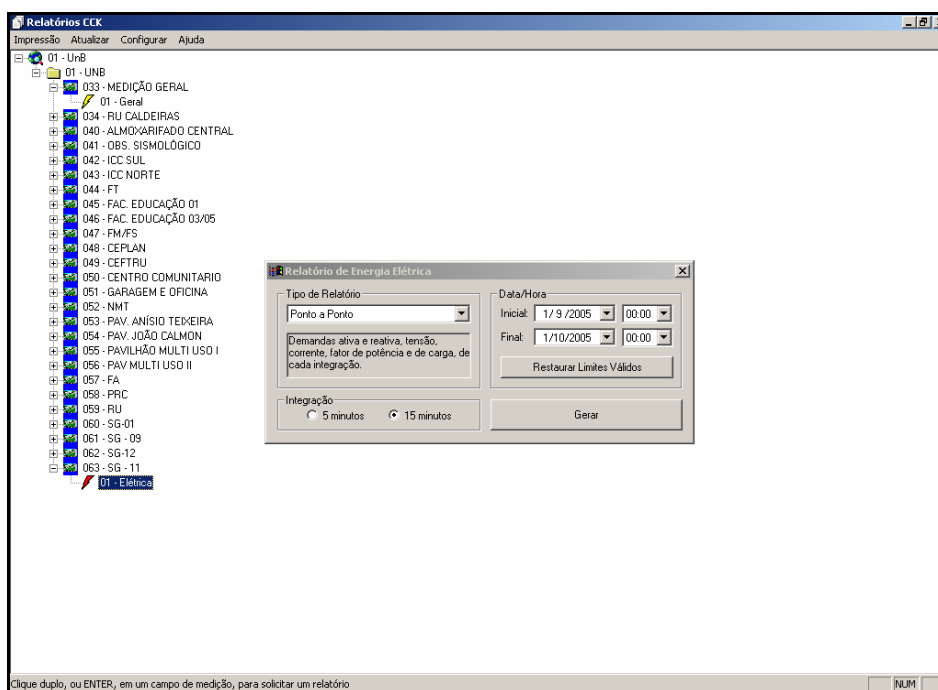 Relatórios CCK
Impressão Atualizar Configurar Ajuda
01 - UnB
01 - UNB
033 - MEDIÇÃO GERAL
01 - Geral
034 - RU CALDEIRAS
040 - ALMOXARIFADO CENTRAL
041 - OBS. SISMOLÓGICO
042 - ICC SUL
043 - ICC NORTE
044 - FT
045 - FAC. EDUCAÇÃO 01
046 - FAC. EDUCAÇÃO 03/05
047 - FM/FS
048 - CEPLAN
049 - CEFTRU
050 - CENTRO COMUNITARIO
051 - GARAGEM E OFICINA
052 - NMT
053 - PAV. ANÍSIO TEIXEIRA
054 - PAV. JOÃO CALMON
055 - PAVILHÃO MULTI USO I
056 - PAV MULTI USO II
057 - FA
058 - PRC
059 - RU
060 - SG-01
061 - SG - 09
062 - SG-12
063 - SG - 11
01 - Elétrica
Relatório de Energia Elétrica
Tipo de Relatório
Ponto a Ponto
Demandas ativa e reativa, tensão,
corrente, fator de potência e de carga, de
cada integração.
Integração
5 minutos 15 minutos
Data/Hora
Inicial: 1/ 9 /2005 00:00
Final: 1/10/2005 00:00
Restaurar Limites Válidos
Gerar
Clique duplo, ou ENTER, em um campo de medição, para solicitar um relatório
NUM